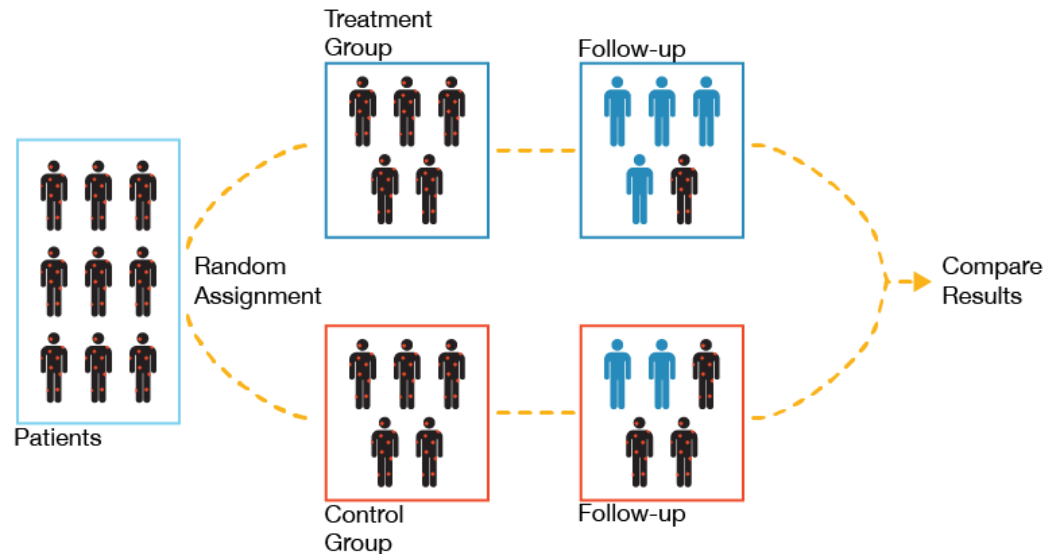 Treatment
Group
Follow-up
Patients
Random
Assignment
Compare
Results
Control
Group
Follow-up